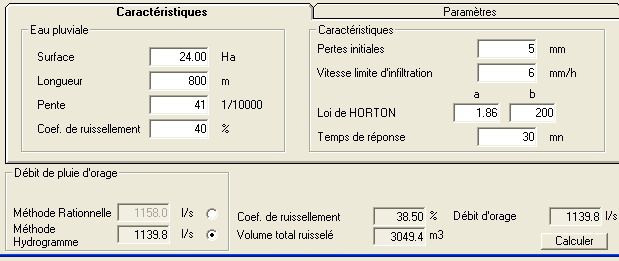 Caractéristiques Paramètres
Eau pluviale
Surface 24.00 Ha
Longueur 800 m
Pente 41 1/10000
Coef. de ruissellement 40 %
Caractéristiques
Pertes initiales 5 mm
Vitesse limite d'infiltration 6 mm/h
a b
Loi de HORTON 1.86 200
Temps de réponse 30 mn
Débit de pluie d'orage
Méthode Rationnelle 1158.0 l/s
Méthode Hydrogramme 1139.8 l/s
Coef. de ruissellement 38.50 % Débit d'orage 1139.8 l/s
Volume total ruisselé 3049.4 m3
Calculer